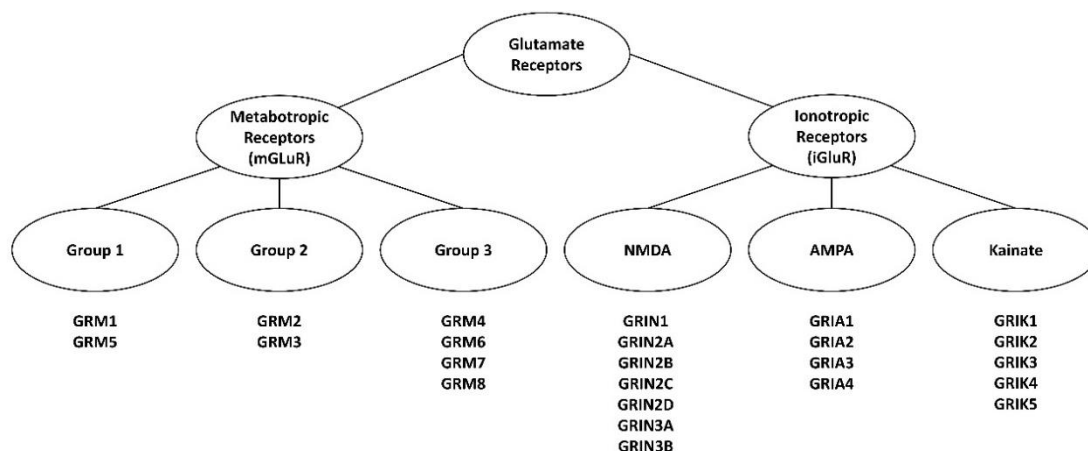 Glutamate
Receptors
Metabotropic
Receptors
(mGLuR)
Ionotropic
Receptors
(iGluR)
Group 1
Group 2
Group 3
NMDA
AMPA
Kainate
GRM1
GRM5
GRM2
GRM3
GRM4
GRM6
GRM7
GRM8
GRIN1
GRIN2A
GRIN2B
GRIN2C
GRIN2D
GRIN3A
GRIN3B
GRIA1
GRIA2
GRIA3
GRIA4
GRIK1
GRIK2
GRIK3
GRIK4
GRIK5